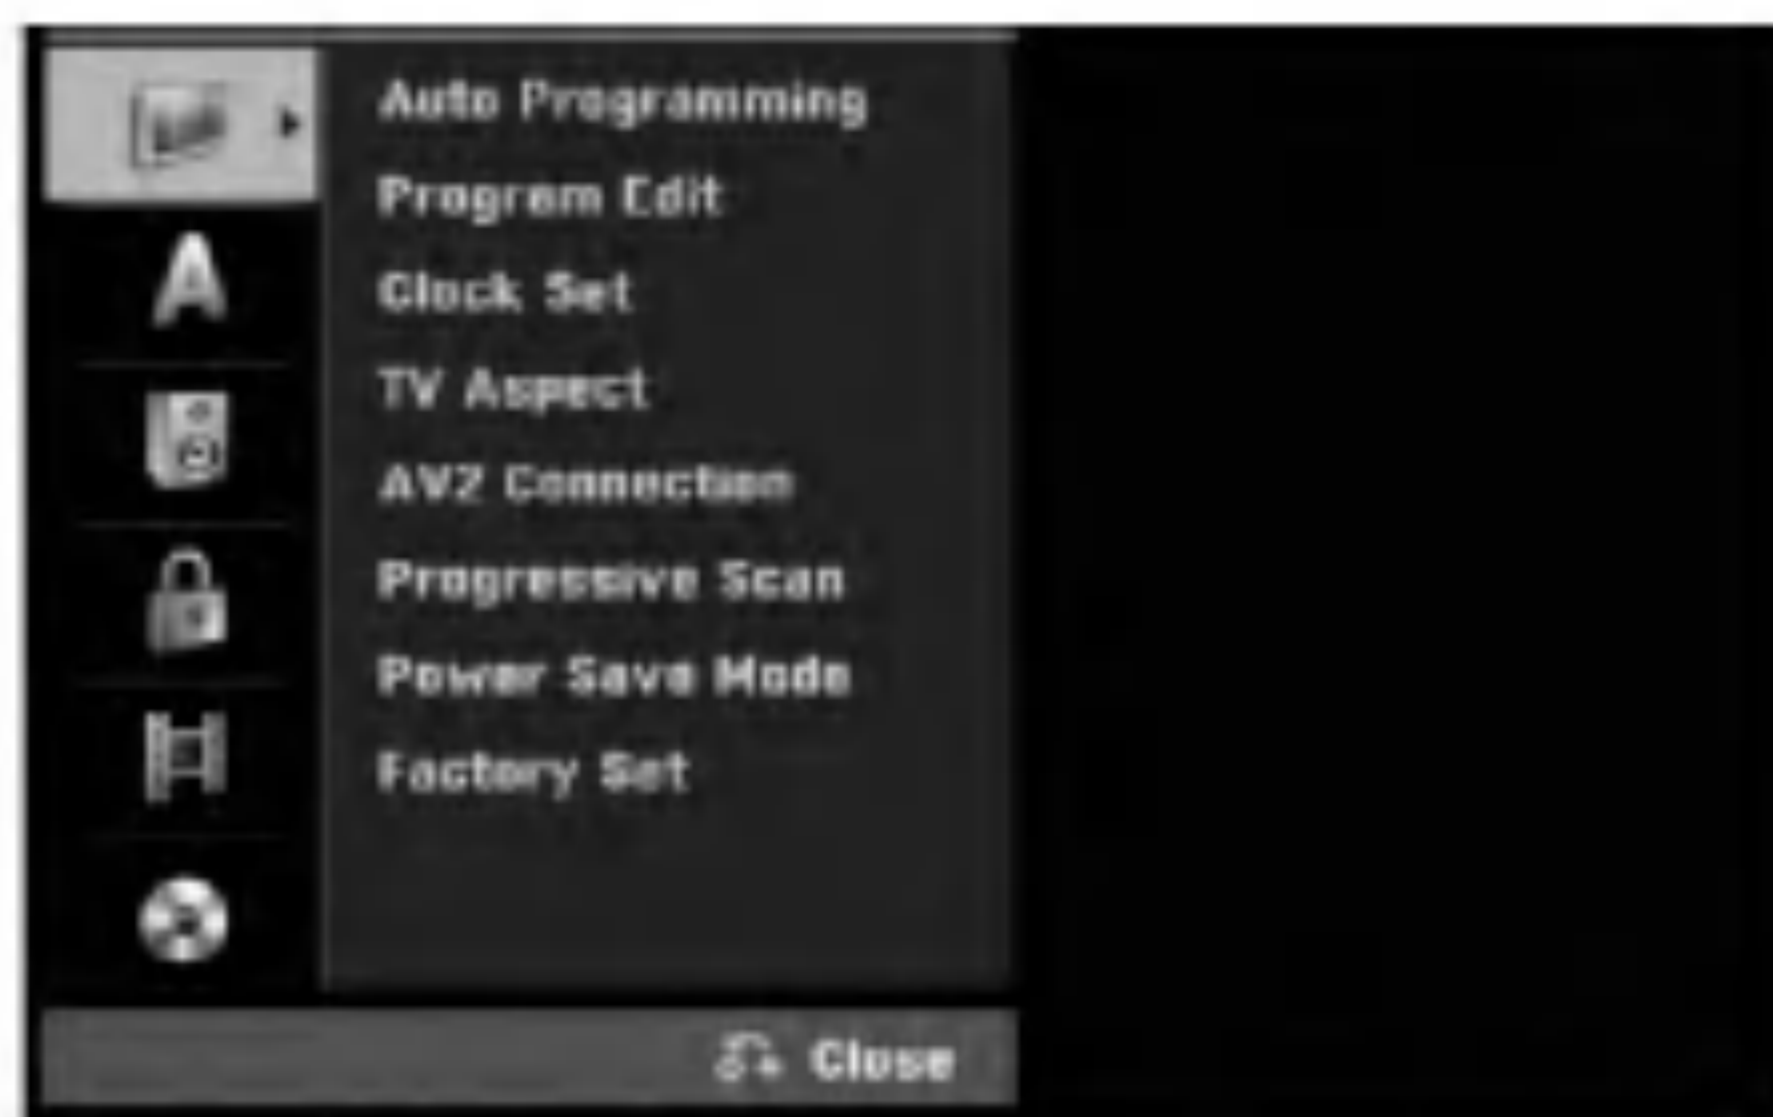 Auto Programming
Program Edit
A
Clock Set
TV Aspect
AV2 Connection
Progressive Scan
Power Save Mode
Factory Set
Close